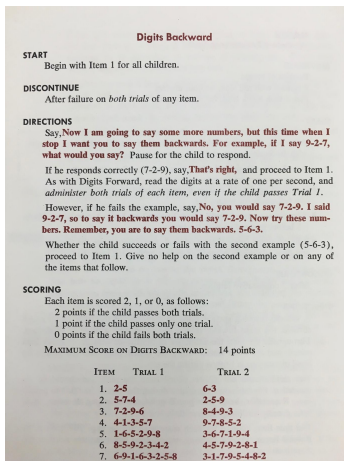 Digits Backward
START
Begin with Item 1 for all children.
DISCONTINUE
After failure on both trials of any item.
DIRECTIONS
Say, Now I am going to say some more numbers, but this time when I
stop I want you to say them backwards. For example, if I say 9-2-7,
what would you say? Pause for the child to respond.
If he responds correctly (7-2-9), say, That's right, and proceed to Item 1.
As with Digits Forward, read the digits at a rate of one per second, and
administer both trials of each item, even if the child passes Trial 1.
However, if he fails the example, say, No, you would say 7-2-9. I said
9-2-7, so to say it backwards you would say 7-2-9. Now try these num-
bers. Remember, you are to say them backwards. 5-6-3.
Whether the child succeeds or fails with the second example (5-6-3),
proceed to Item 1. Give no help on the second example or on any of
the items that follow.
SCORING
Each item is scored 2, 1, or 0, as follows:
2 points if the child passes both trials.
1 point if the child passes only one trial.
0 points if the child fails both trials.
MAXIMUM SCORE ON DIGITS BACKWARD: 14 points
ITEM TRIAL 1 TRIAL 2
1. 2-5 6-3
2. 5-7-4 2-5-9
3. 7-2-9-6 8-4-9-3
4. 4-1-3-5-7 9-7-8-5-2
5. 1-6-5-2-9-8 3-6-7-1-9-4
6. 8-5-9-2-3-4-2 4-5-7-9-2-8-1
7. 6-9-1-6-3-2-5-8 3-1-7-9-5-4-8-2